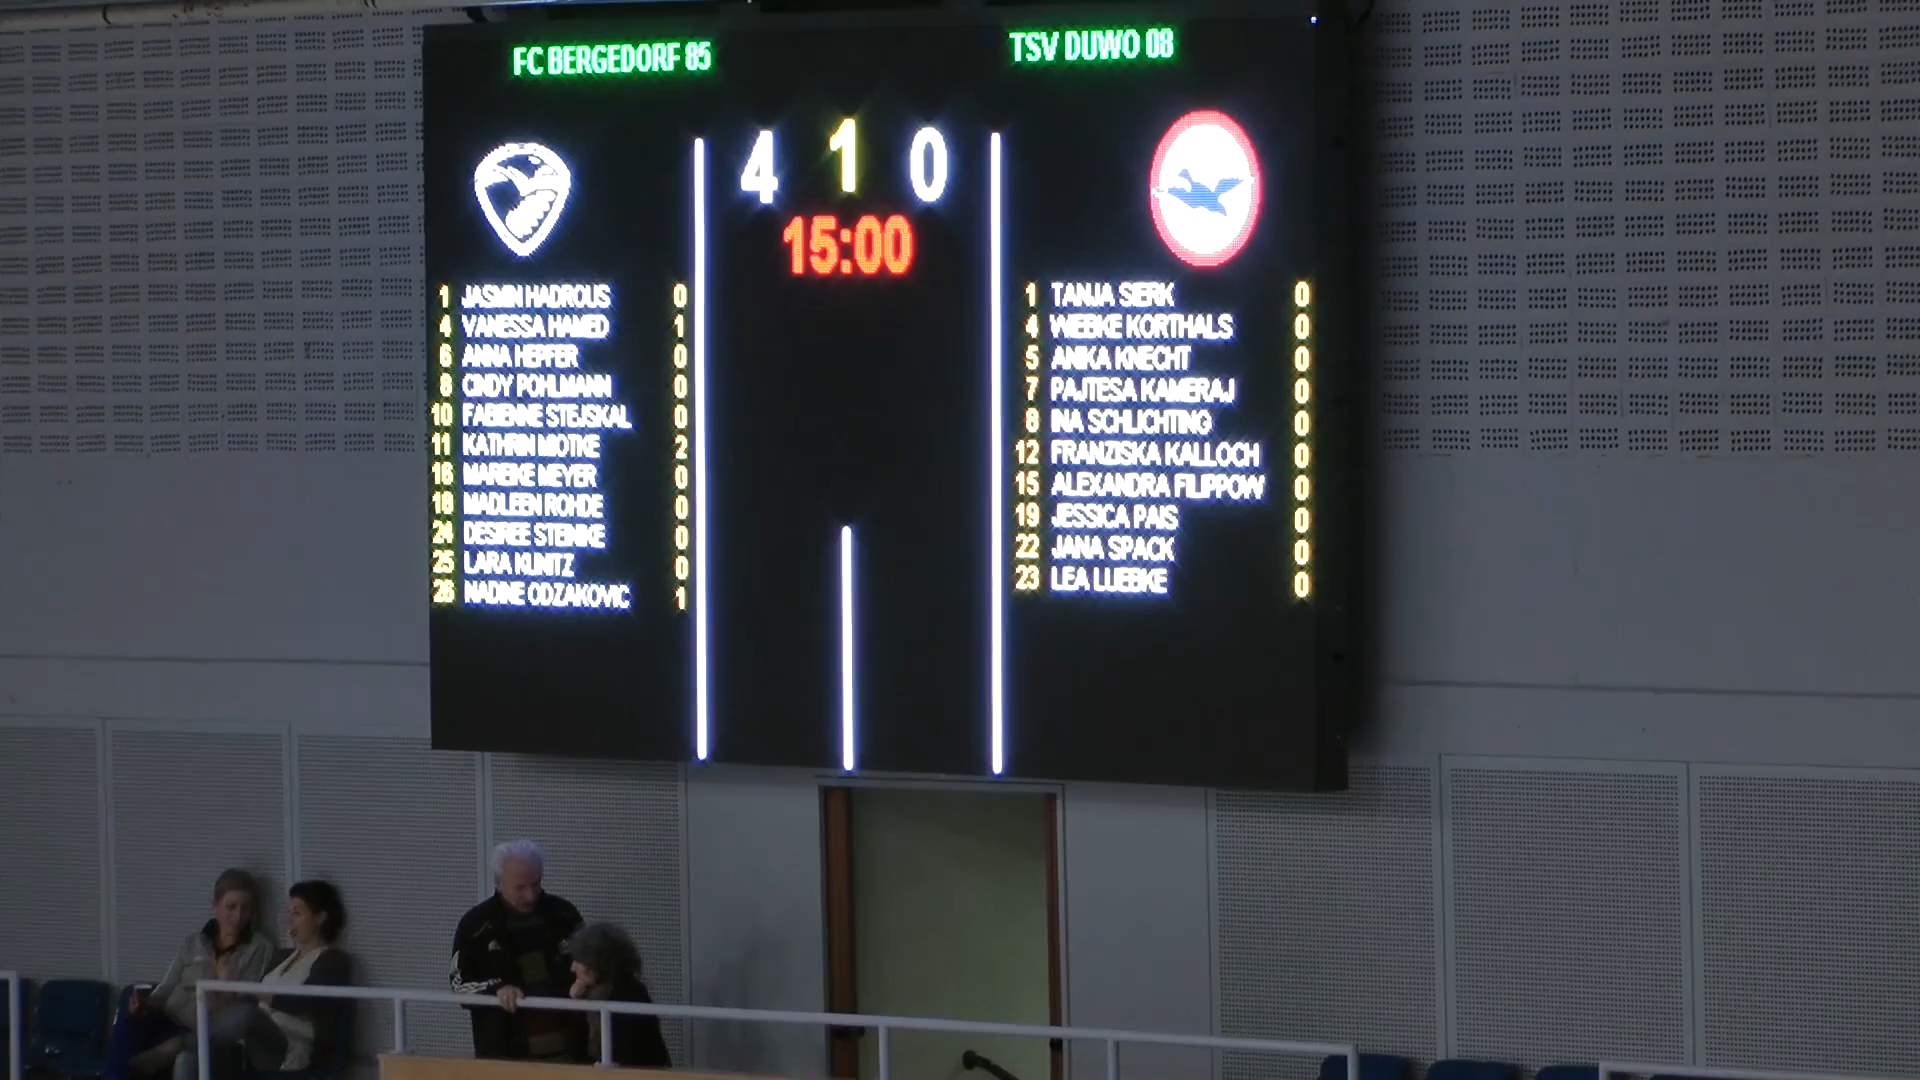 FC BERGEDORF 85
TSV DUWO 08
4 1 0
15:00
1 JASMIN HADROUS 0
4 VANESSA HAMED 1
6 ANNA HEPFER 0
8 CINDY POHLMANN 0
10 FABIENNE STEJSKAL 0
11 KATHRIN MIOTKE 2
16 MAREIKE MEYER 0
18 MADLEEN ROHDE 0
24 DESIREE STEINKE 0
25 LARA KLINITZ 0
26 NADINE ODZAKOVIC 1
1 TANJA SIERK 0
4 WIEBKE KORTHALS 0
5 ANIKA KNECHT 0
7 PAJTESA KAMERAJ 0
8 INA SCHLICHTING 0
12 FRANZISKA KALLOCH 0
15 ALEXANDRA FILIPPOW 0
19 JESSICA PAIS 0
22 JANA SPACK 0
23 LEA LUEBKE 0